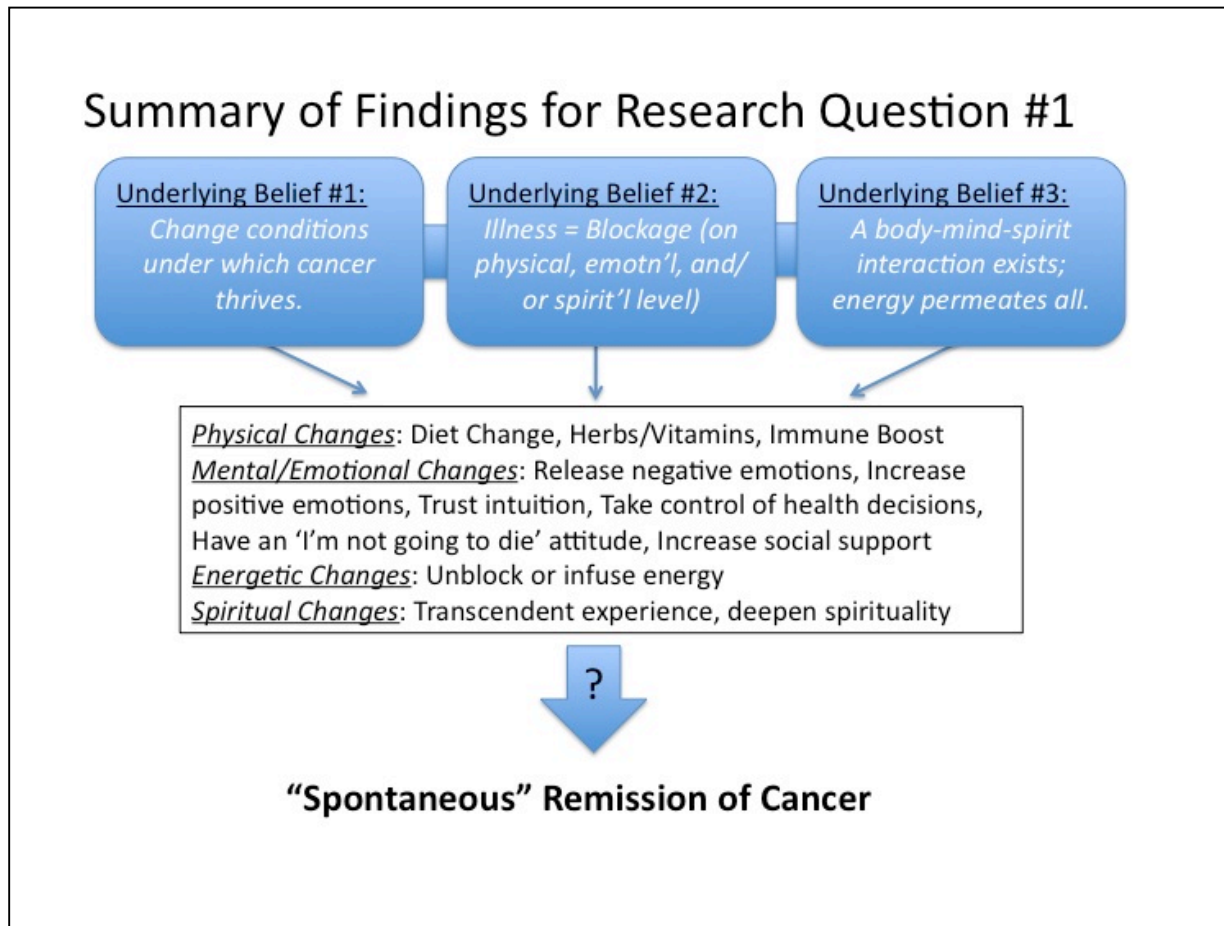 Summary of Findings for Research Question #1
Underlying Belief #1:
Change conditions
under which cancer
thrives.
Underlying Belief #2:
Illness = Blockage (on
physical, emotn’l, and/
or spirit’l level)
Underlying Belief #3:
A body-mind-spirit
interaction exists;
energy permeates all.
Physical Changes: Diet Change, Herbs/Vitamins, Immune Boost
Mental/Emotional Changes: Release negative emotions, Increase
positive emotions, Trust intuition, Take control of health decisions,
Have an ‘I’m not going to die’ attitude, Increase social support
Energetic Changes: Unblock or infuse energy
Spiritual Changes: Transcendent experience, deepen spirituality
?
“Spontaneous” Remission of Cancer